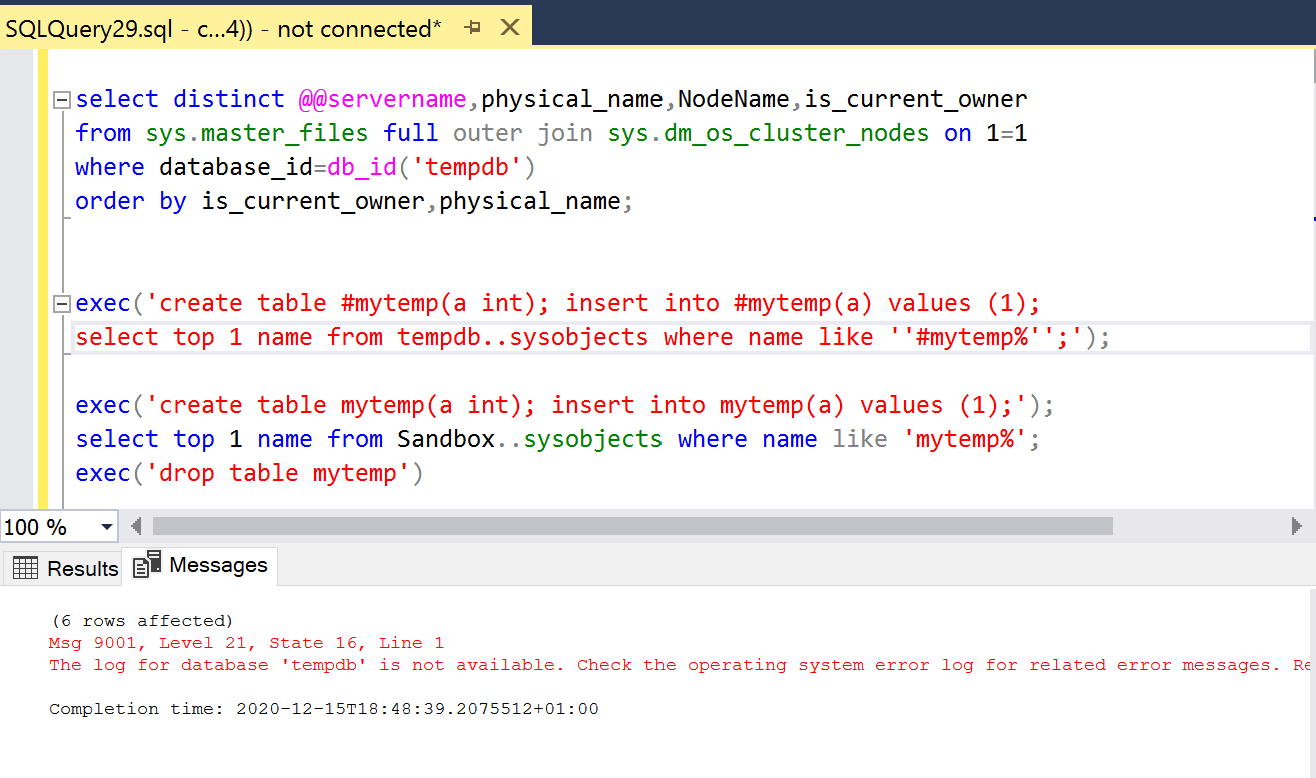 SQLQuery29.sql - c...4)) - not connected*
select distinct @@servername,physical_name,NodeName,is_current_owner
from sys.master_files full outer join sys.dm_os_cluster_nodes on 1=1
where database_id=db_id('tempdb')
order by is_current_owner,physical_name;
exec('create table #mytemp(a int); insert into #mytemp(a) values (1);
select top 1 name from tempdb..sysobjects where name like ''#mytemp%'';');
exec('create table mytemp(a int); insert into mytemp(a) values (1);');
select top 1 name from Sandbox..sysobjects where name like 'mytemp%';
exec('drop table mytemp')
100 %
Results Messages
(6 rows affected)
Msg 9001, Level 21, State 16, Line 1
The log for database 'tempdb' is not available. Check the operating system error log for related error messages. Re
Completion time: 2020-12-15T18:48:39.2075512+01:00